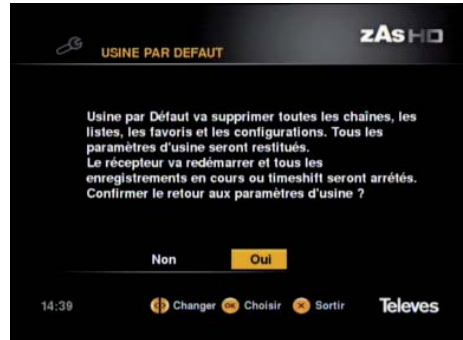 zAs HD
USINE PAR DEFAUT
Usine par Défaut va supprimer toutes les chaînes, les
listes, les favoris et les configurations. Tous les
paramètres d'usine seront restitués.
Le récepteur va redémarrer et tous les
enregistrements en cours ou timeshift seront arrétés.
Confirmer le retour aux paramètres d'usine ?
Non Oui
14:39 Changer OK Choisir Sortir Televes